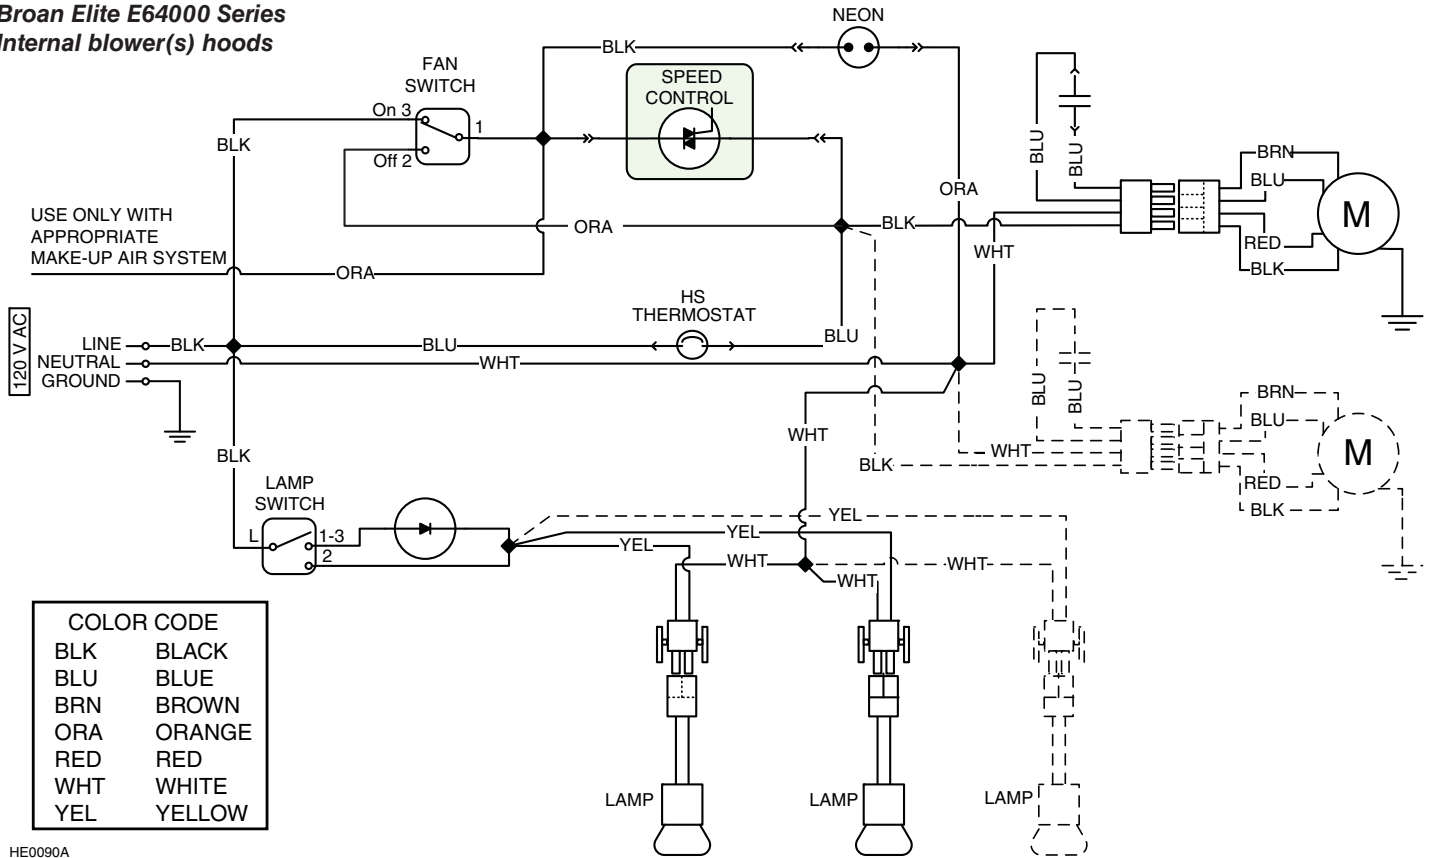 Broan Elite E64000 Series
Internal blower(s) hoods
NEON
BLK
FAN
SWITCH
SPEED
CONTROL
On 3
1
Off 2
BLK
BLU
BLU
BRN
BLU
M
RED
BLK
ORA
USE ONLY WITH
APPROPRIATE
MAKE-UP AIR SYSTEM
ORA
BLK
WHT
ORA
HS
THERMOSTAT
BLU
120 V AC
LINE
BLK
BLU
NEUTRAL
WHT
GROUND
BLU
BLU
BRN
BLU
M
RED
BLK
WHT
WHT
BLK
BLK
LAMP
SWITCH
L
1-3
2
YEL
YEL
YEL
WHT
WHT
WHT
COLOR CODE
BLK BLACK
BLU BLUE
BRN BROWN
ORA ORANGE
RED RED
WHT WHITE
YEL YELLOW
LAMP
LAMP
LAMP
HE0090A